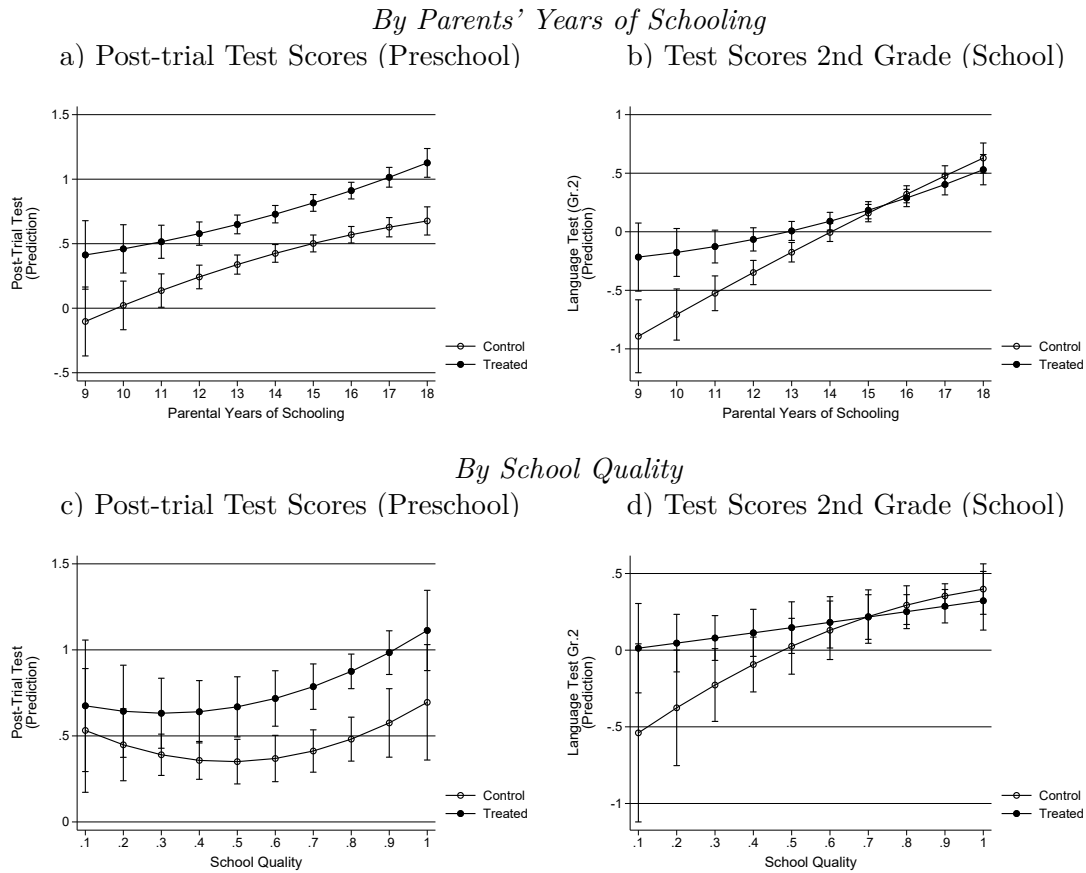 By Parents' Years of Schooling
a) Post-trial Test Scores (Preschool)
b) Test Scores 2nd Grade (School)
1.5
1
.5
0
-.5
Post-Trial Test
(Prediction)
9 10 11 12 13 14 15 16 17 18
Parental Years of Schooling
Control
Treated
1
.5
0
-.5
-1
Language Test (Gr.2)
(Prediction)
9 10 11 12 13 14 15 16 17 18
Parental Years of Schooling
Control
Treated
By School Quality
c) Post-trial Test Scores (Preschool)
d) Test Scores 2nd Grade (School)
1.5
1
.5
0
Post-Trial Test
(Prediction)
.1 .2 .3 .4 .5 .6 .7 .8 .9 1
School Quality
Control
Treated
.5
0
-.5
-1
Language Test Gr.2
(Prediction)
.1 .2 .3 .4 .5 .6 .7 .8 .9 1
School Quality
Control
Treated